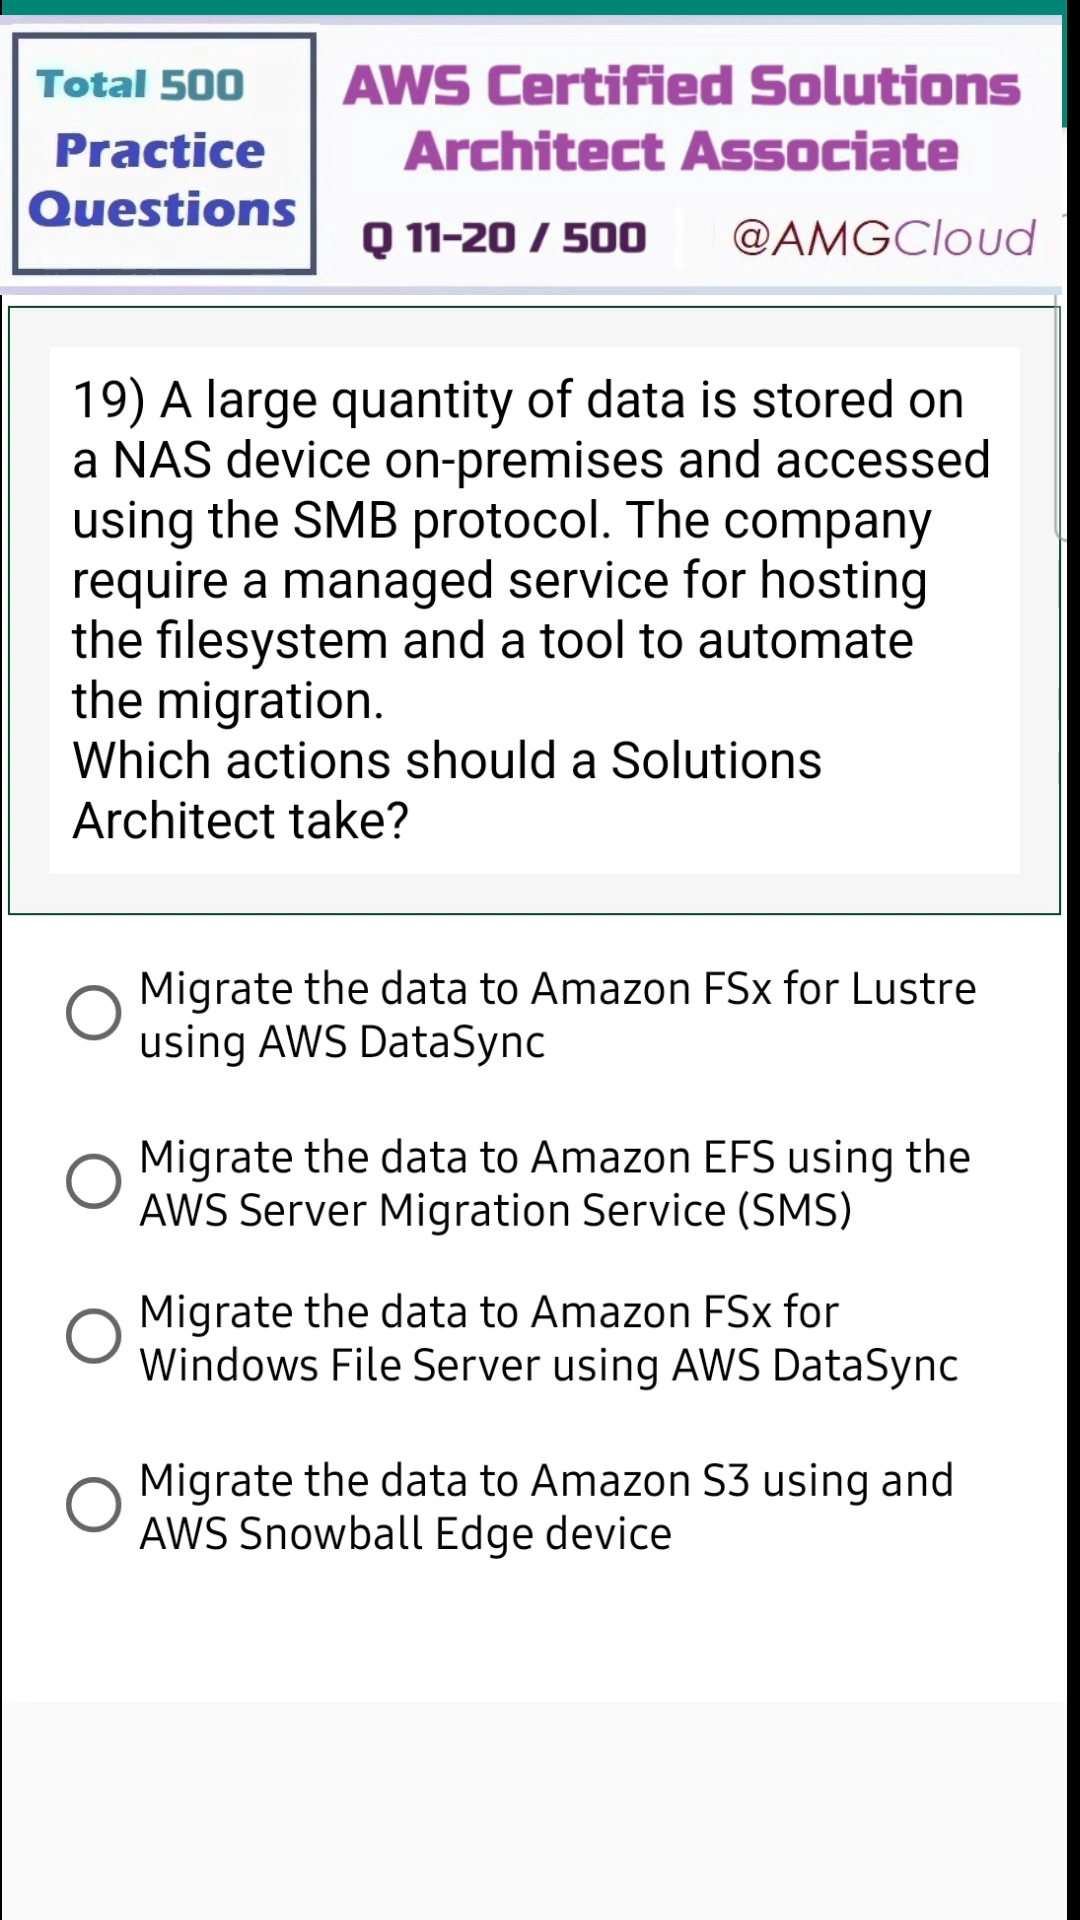 Total 500
Practice
Questions
AWS Certified Solutions
Architect Associate
Q 11-20 / 500
@AMGCloud
19) A large quantity of data is stored on
a NAS device on-premises and accessed
using the SMB protocol. The company
require a managed service for hosting
the filesystem and a tool to automate
the migration.
Which actions should a Solutions
Architect take?
Migrate the data to Amazon FSx for Lustre
using AWS DataSync
Migrate the data to Amazon EFS using the
AWS Server Migration Service (SMS)
Migrate the data to Amazon FSx for
Windows File Server using AWS DataSync
Migrate the data to Amazon S3 using and
AWS Snowball Edge device